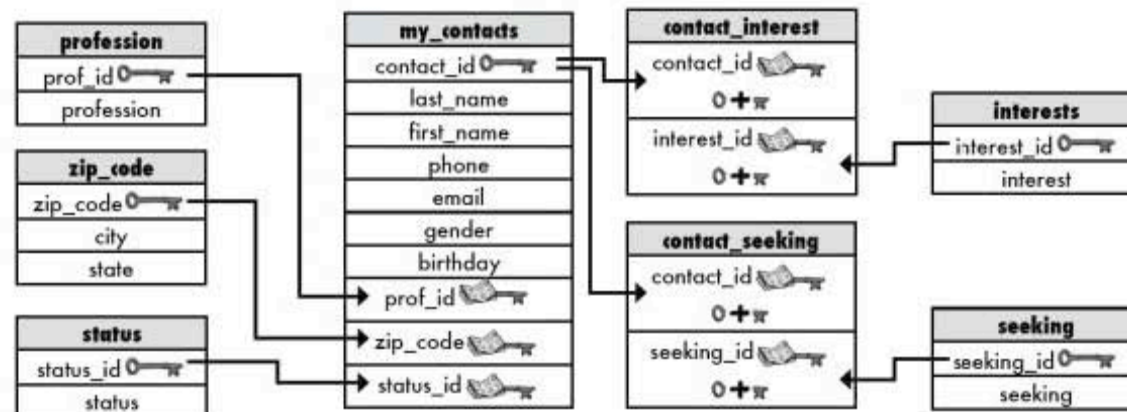 profession
prof_id
profession
zip_code
zip_code
city
state
status
status_id
status
my_contacts
contact_id
last_name
first_name
phone
email
gender
birthday
prof_id
zip_code
status_id
contact_interest
contact_id
interest_id
contact_seeking
contact_id
seeking_id
interests
interest_id
interest
seeking
seeking_id
seeking